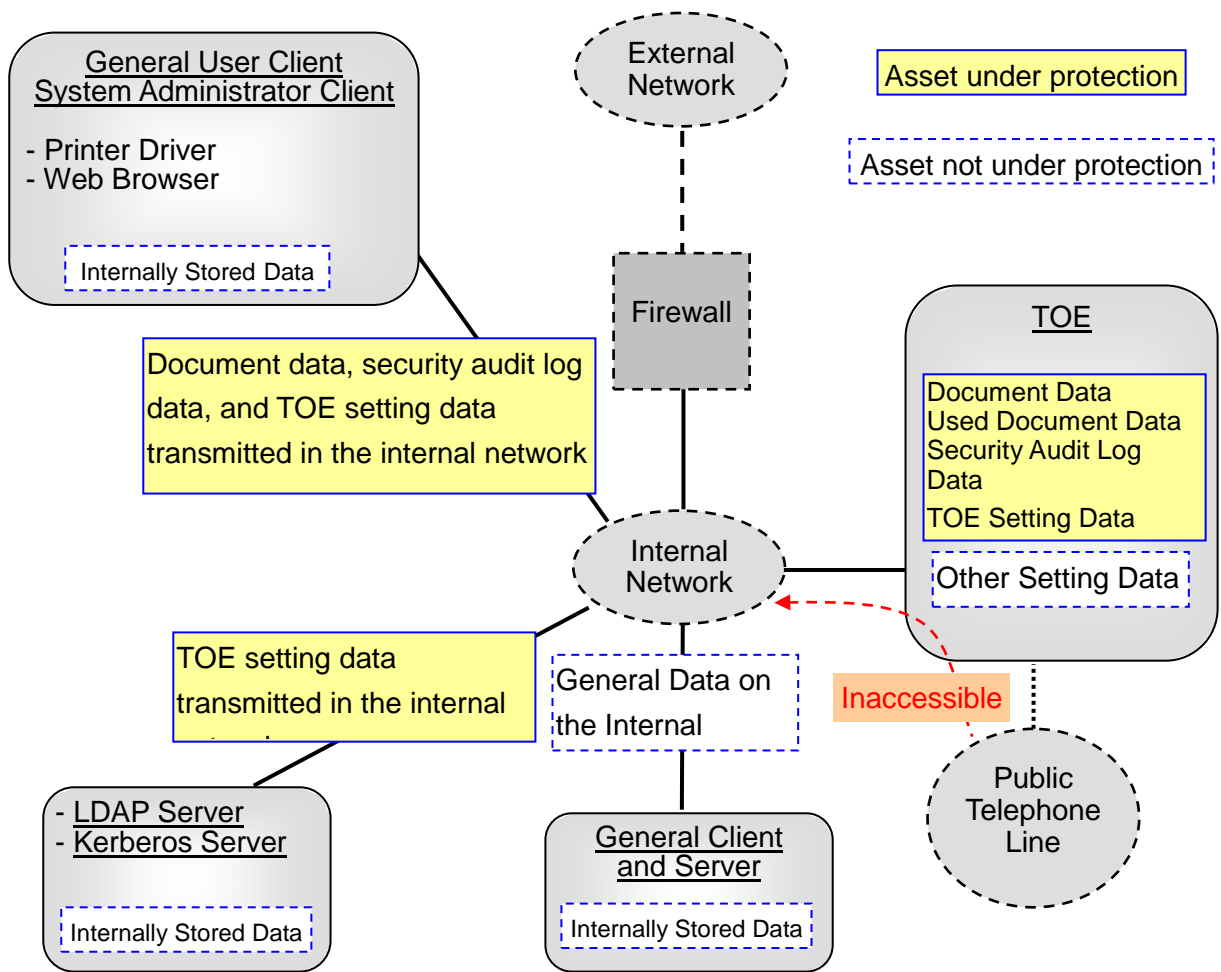 General User Client
System Administrator Client
- Printer Driver
- Web Browser
Internally Stored Data
External
Network
Asset under protection
Asset not under protection
Firewall
Document data, security audit log
data, and TOE setting data
transmitted in the internal network
TOE
Document Data
Used Document Data
Security Audit Log
Data
TOE Setting Data
Other Setting Data
Internal
Network
TOE setting data
transmitted in the internal
General Data on
the Internal
Inaccessible
Public
Telephone
Line
- LDAP Server
- Kerberos Server
Internally Stored Data
General Client
and Server
Internally Stored Data